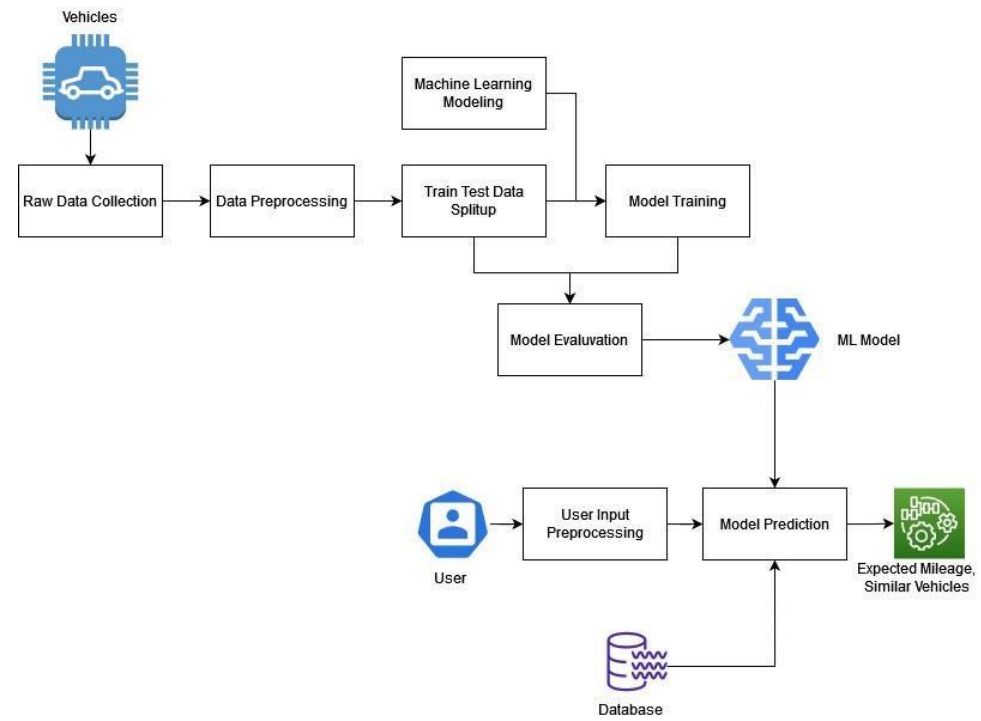 Vehicles
Machine Learning
Modeling
Raw Data Collection
Data Preprocessing
Train Test Data
Splitup
Model Training
Model Evaluvation
ML Model
User Input
Preprocessing
Model Prediction
User
Expected Mileage,
Similar Vehicles
Database